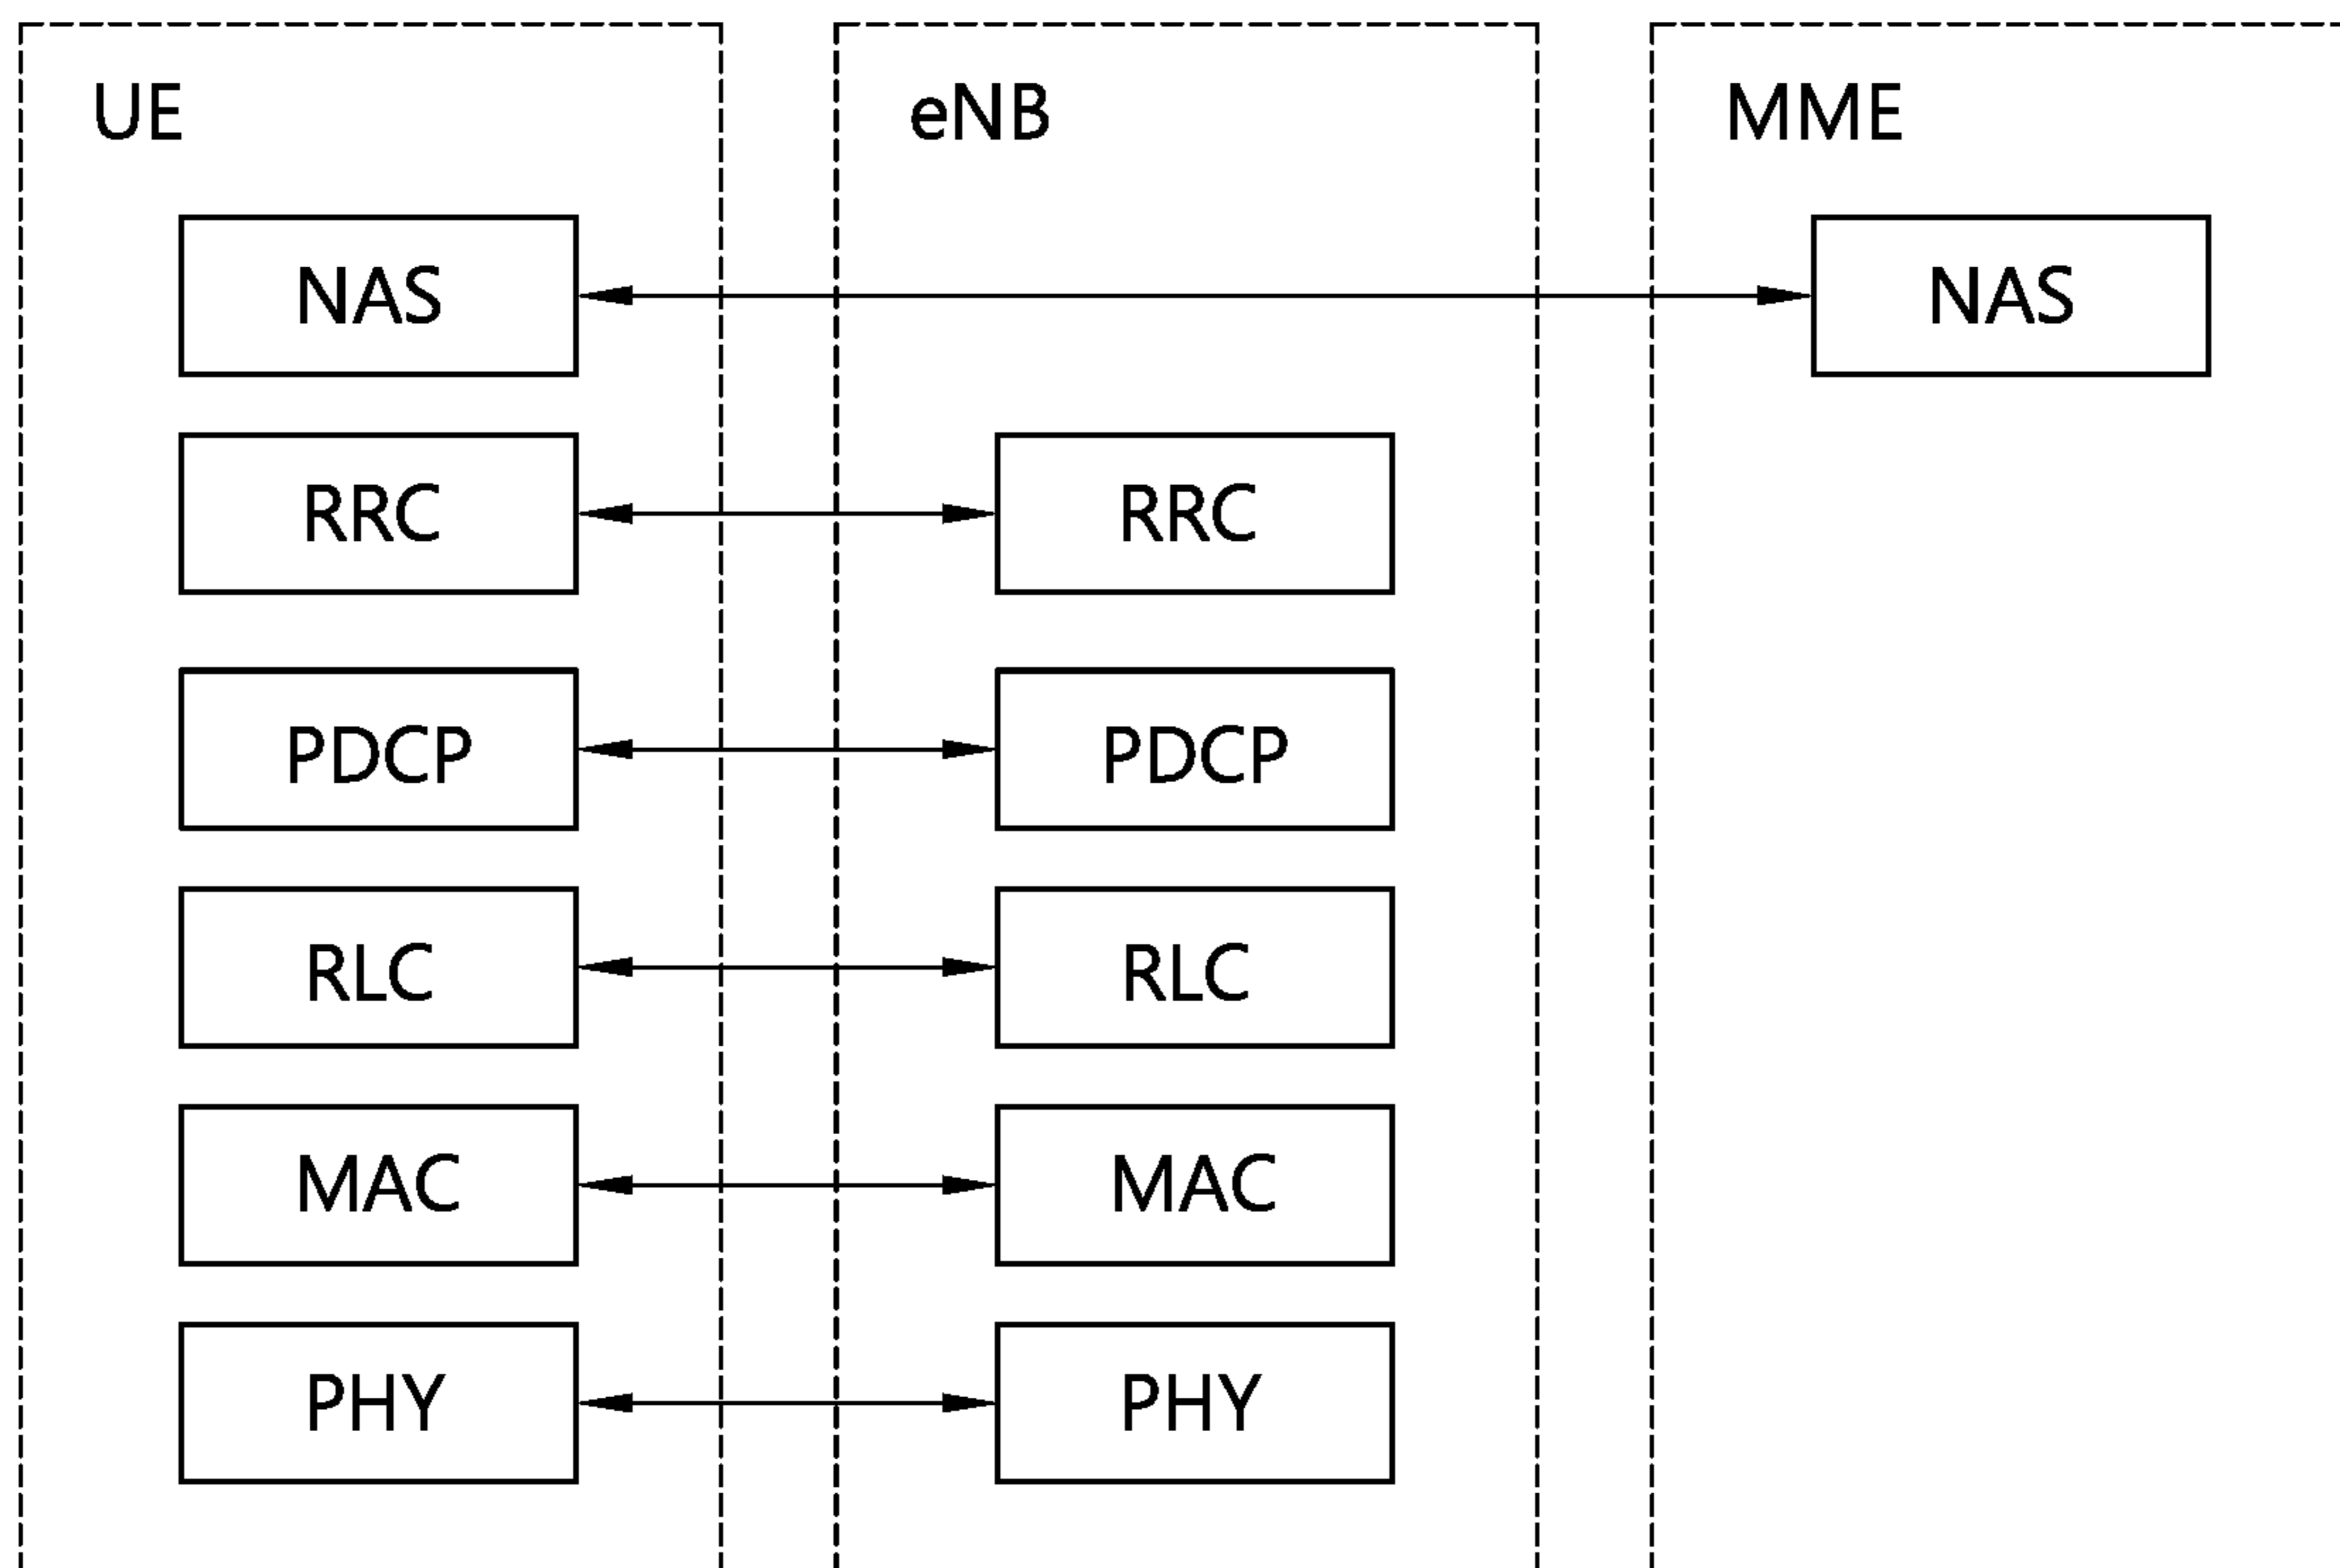 UE eNB MME
NAS NAS
RRC RRC
PDCP PDCP
RLC RLC
MAC MAC
PHY PHY